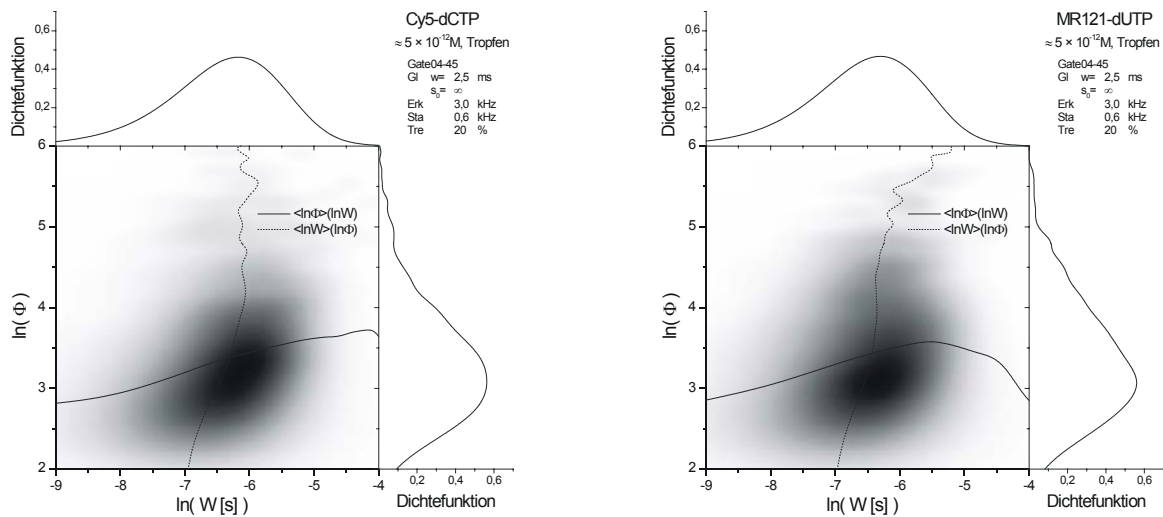 Cy5-dCTP
≈ 5 × 10⁻¹²M, Tropfen
Gate04-45
Gl w= 2,5 ms
s₀= ∞
Erk 3,0 kHz
Sta 0,6 kHz
Tre 20 %
Dichtefunktion
0,6
0,4
0,2
6
5
4
3
2
ln( Φ )
<lnΦ>(lnW)
<lnW>(lnΦ)
-9 -8 -7 -6 -5 -4
ln( W [s] )
0,2 0,4 0,6
Dichtefunktion
MR121-dUTP
≈ 5 × 10⁻¹²M, Tropfen
Gate04-45
Gl w= 2,5 ms
s₀= ∞
Erk 3,0 kHz
Sta 0,6 kHz
Tre 20 %
Dichtefunktion
0,6
0,4
0,2
6
5
4
3
2
ln( Φ )
<lnΦ>(lnW)
<lnW>(lnΦ)
-9 -8 -7 -6 -5 -4
ln( W [s] )
0,2 0,4 0,6
Dichtefunktion